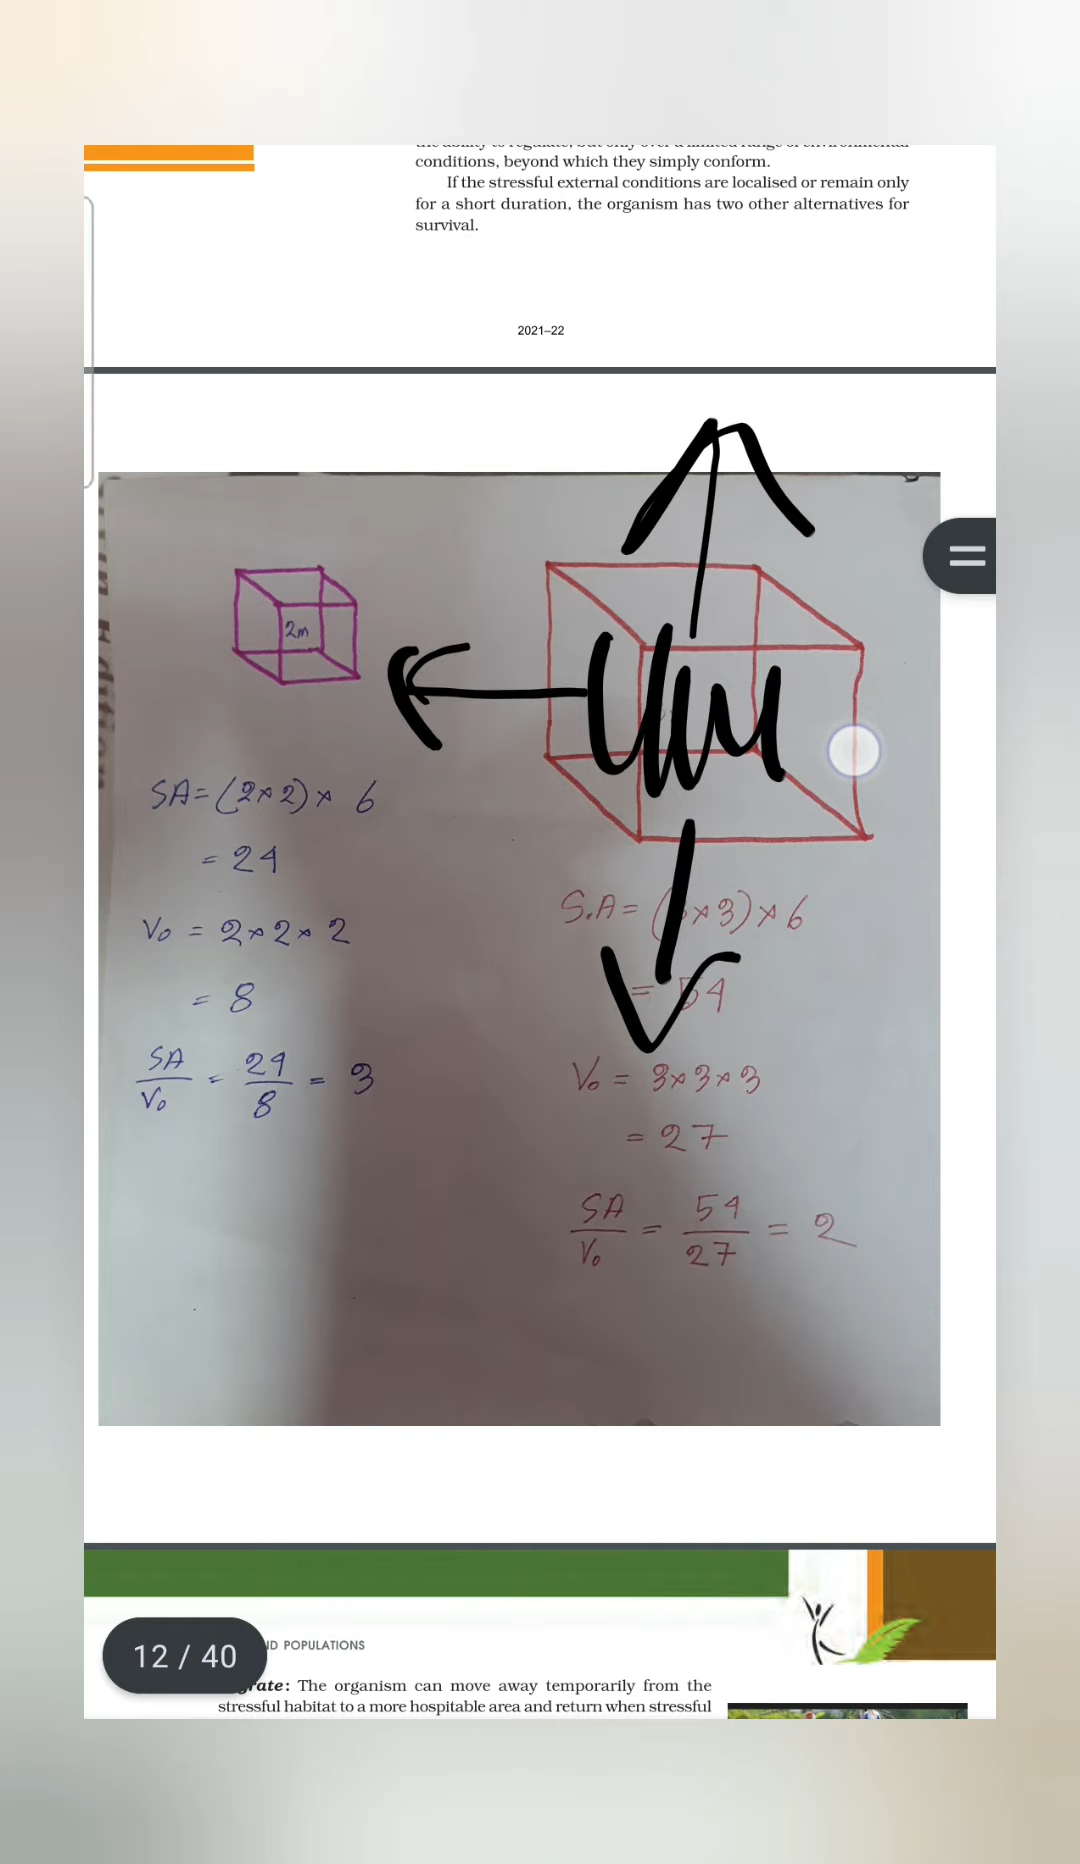 conditions, beyond which they simply conform.
If the stressful external conditions are localised or remain only
for a short duration, the organism has two other alternatives for
survival.
2021–22
2m
SA = (2×2)× 6
= 24
Vo = 2×2×2
= 8
SA/Vo = 24/8 = 3
S.A = ( ×3)×6
= 54
Vo = 3×3×3
= 27
SA/Vo = 54/27 = 2
12 / 40
POPULATIONS
The organism can move away temporarily from the
stressful habitat to a more hospitable area and return when stressful